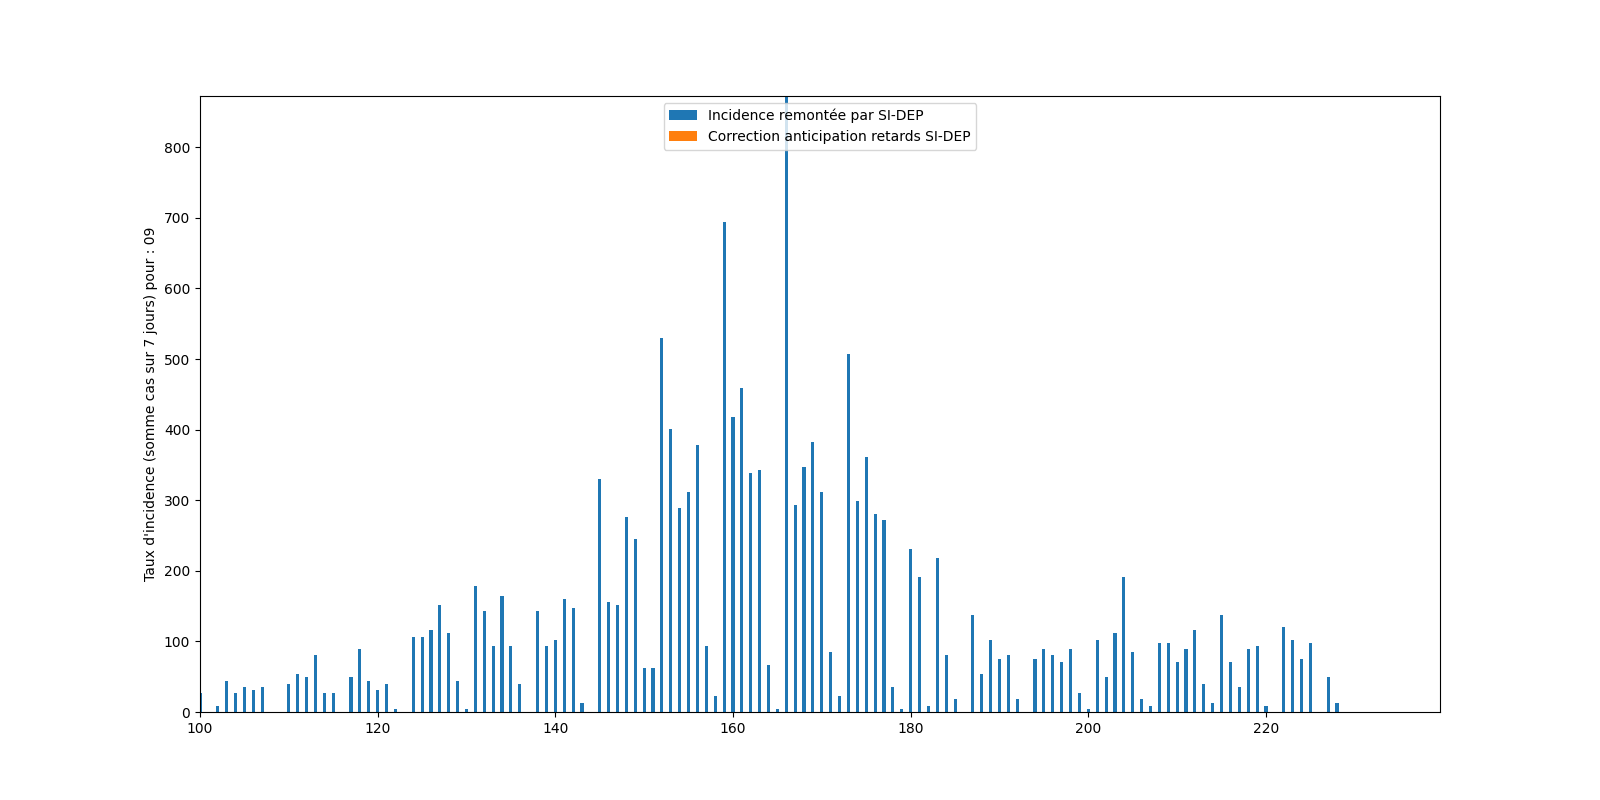 Incidence remontée par SI-DEP
Correction anticipation retards SI-DEP
Taux d'incidence (somme cas sur 7 jours) pour : 09
800
700
600
500
400
300
200
100
0
100 120 140 160 180 200 220